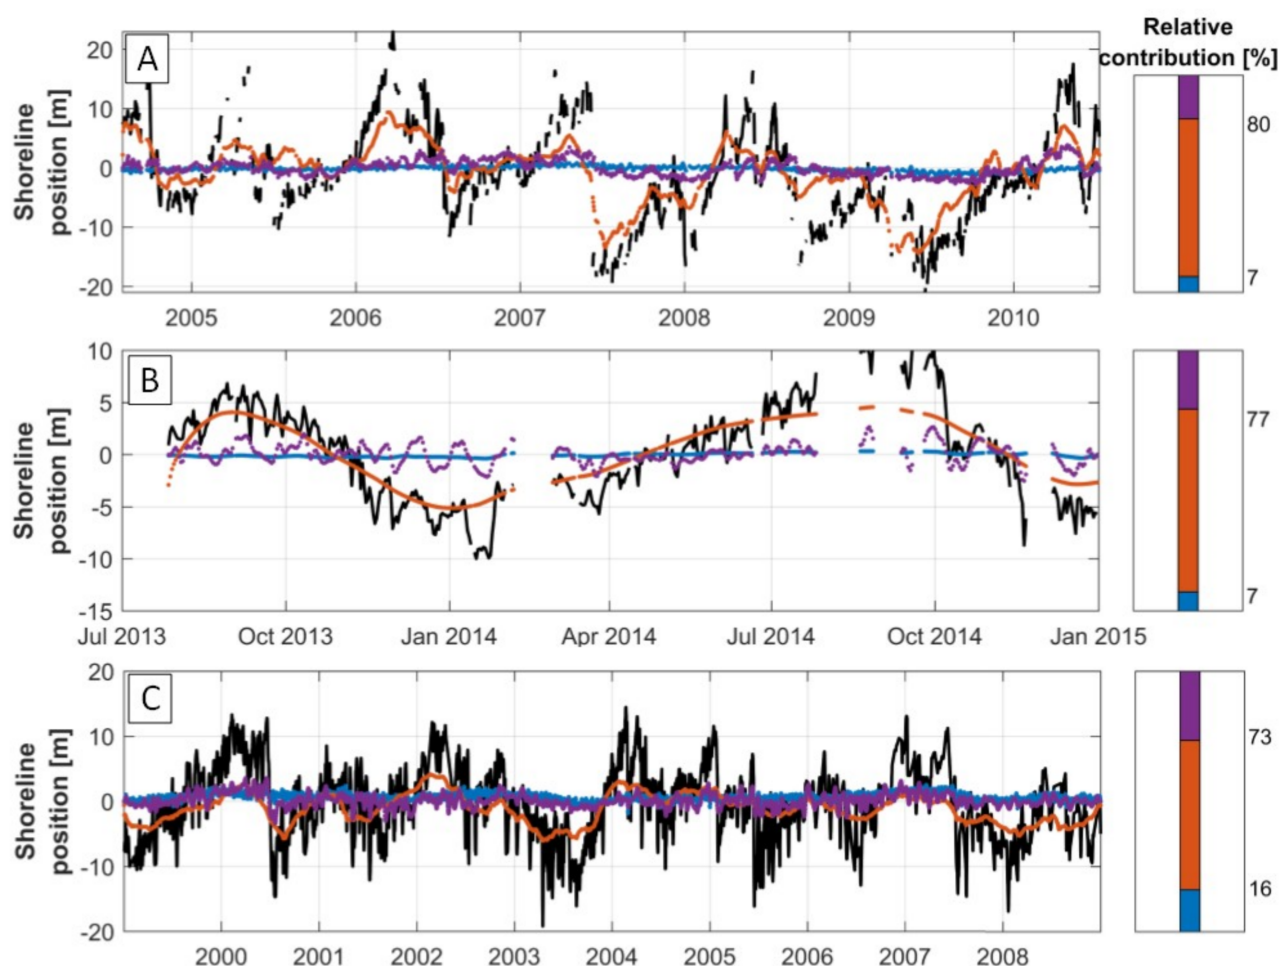 Relative
contribution [%]
A
Shoreline
position [m]
20
10
0
-10
-20
2005
2006
2007
2008
2009
2010
80
7
B
Shoreline
position [m]
10
5
0
-5
-10
-15
Jul 2013
Oct 2013
Jan 2014
Apr 2014
Jul 2014
Oct 2014
Jan 2015
77
7
C
Shoreline
position [m]
20
10
0
-10
-20
2000
2001
2002
2003
2004
2005
2006
2007
2008
73
16